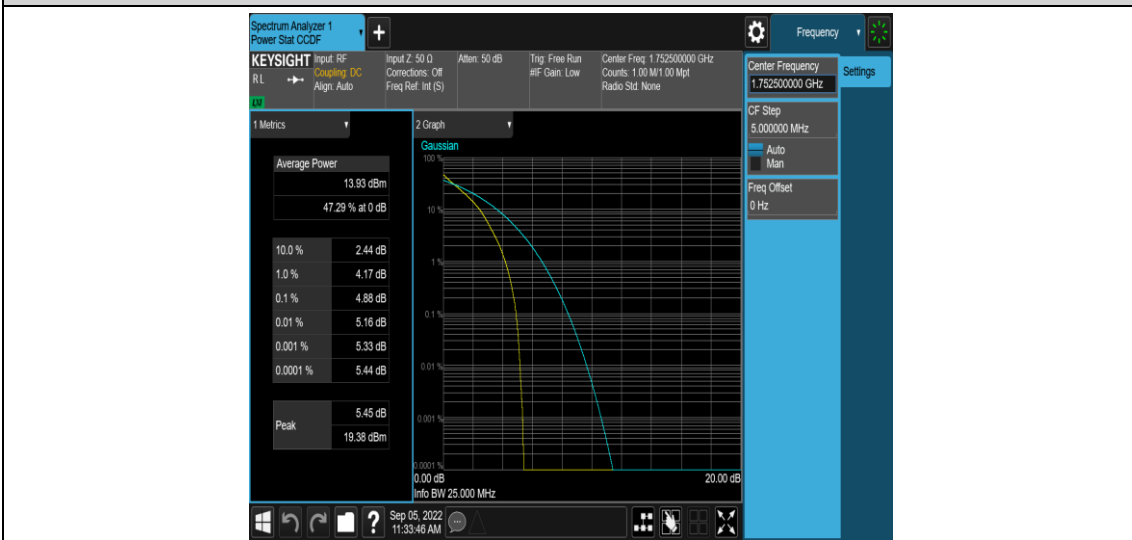 Spectrum Analyzer 1
Power Stat CCDF
+
Frequency
KEYSIGHT
Input: RF
Coupling: DC
Align: Auto
RL
LXI
Input Z: 50 Ω
Corrections: Off
Freq Ref: Int (S)
Atten: 50 dB
Trig: Free Run
#IF Gain: Low
Center Freq: 1.752500000 GHz
Counts: 1.00 M/1.00 Mpt
Radio Std: None
Center Frequency
1.752500000 GHz
Settings
CF Step
5.000000 MHz
Auto
Man
Freq Offset
0 Hz
1 Metrics
Average Power
13.93 dBm
47.29 % at 0 dB
10.0 % 2.44 dB
1.0 % 4.17 dB
0.1 % 4.88 dB
0.01 % 5.16 dB
0.001 % 5.33 dB
0.0001 % 5.44 dB
Peak
5.45 dB
19.38 dBm
2 Graph
Gaussian
100 %
10 %
1 %
0.1 %
0.01 %
0.001 %
0.0001 %
0.00 dB 20.00 dB
Info BW 25.000 MHz
?
Sep 05, 2022
11:33:46 AM